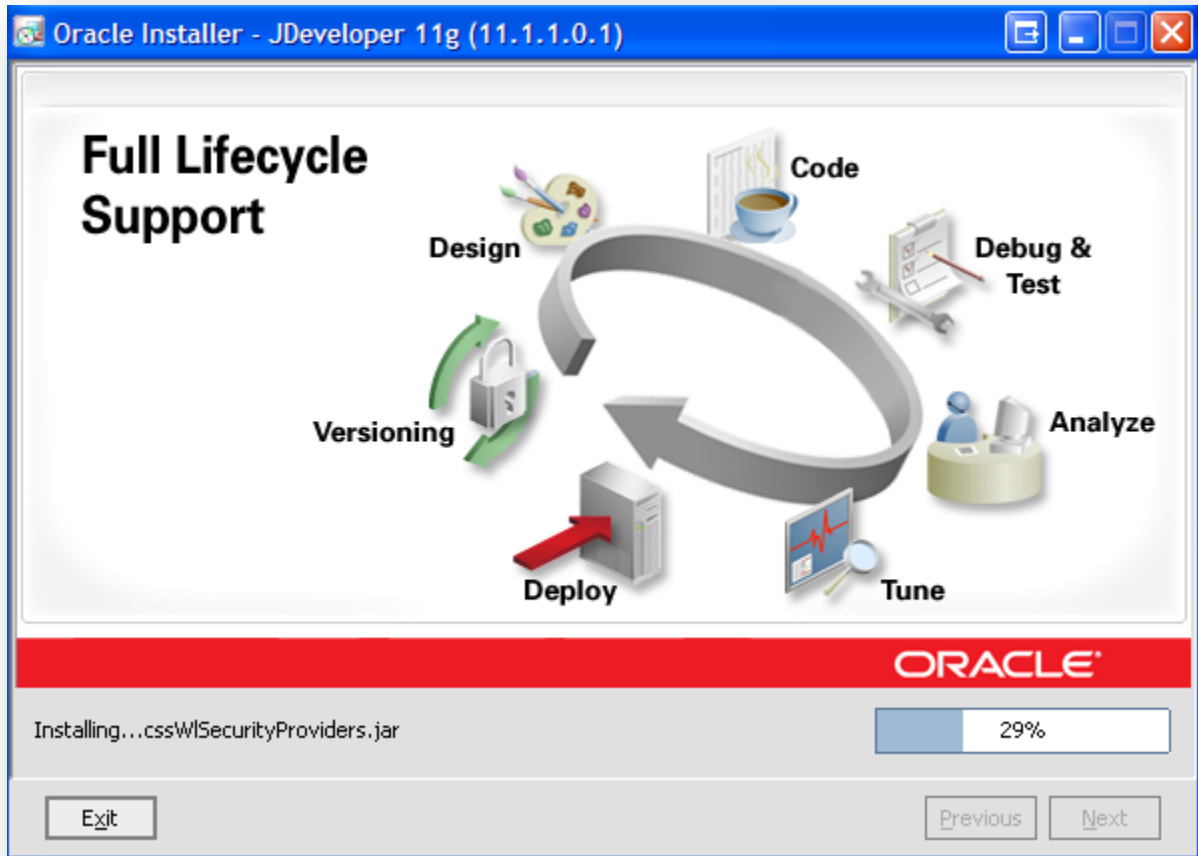 Oracle Installer - JDeveloper 11g (11.1.1.0.1)
Full Lifecycle
Support
Design
Code
Debug &
Test
Analyze
Tune
Deploy
Versioning
ORACLE
Installing...cssWlSecurityProviders.jar
29%
Exit
Previous
Next